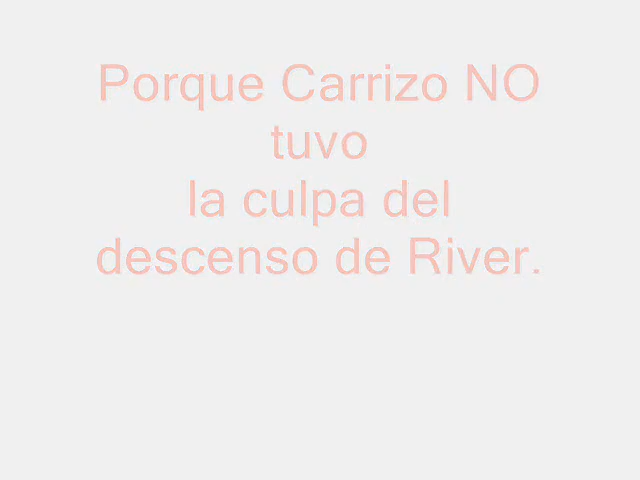 Porque Carrizo NO
tuvo
la culpa del
descenso de River.